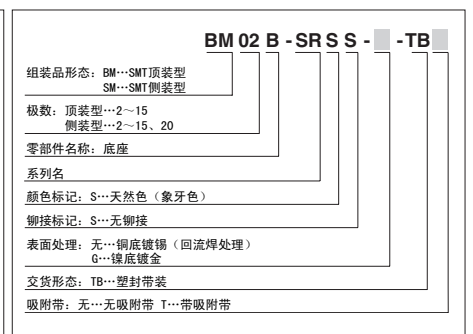 BM 02 B - SR S S - - TB
组装品形态：BM…SMT顶装型
SM…SMT侧装型
极数：顶装型…2～15
侧装型…2～15、20
零部件名称：底座
系列名
颜色标记：S…天然色（象牙色）
铆接标记：S…无铆接
表面处理：无…铜底镀锡（回流焊处理）
G…镍底镀金
交货形态：TB…塑封带装
吸附带：无…无吸附带 T…带吸附带